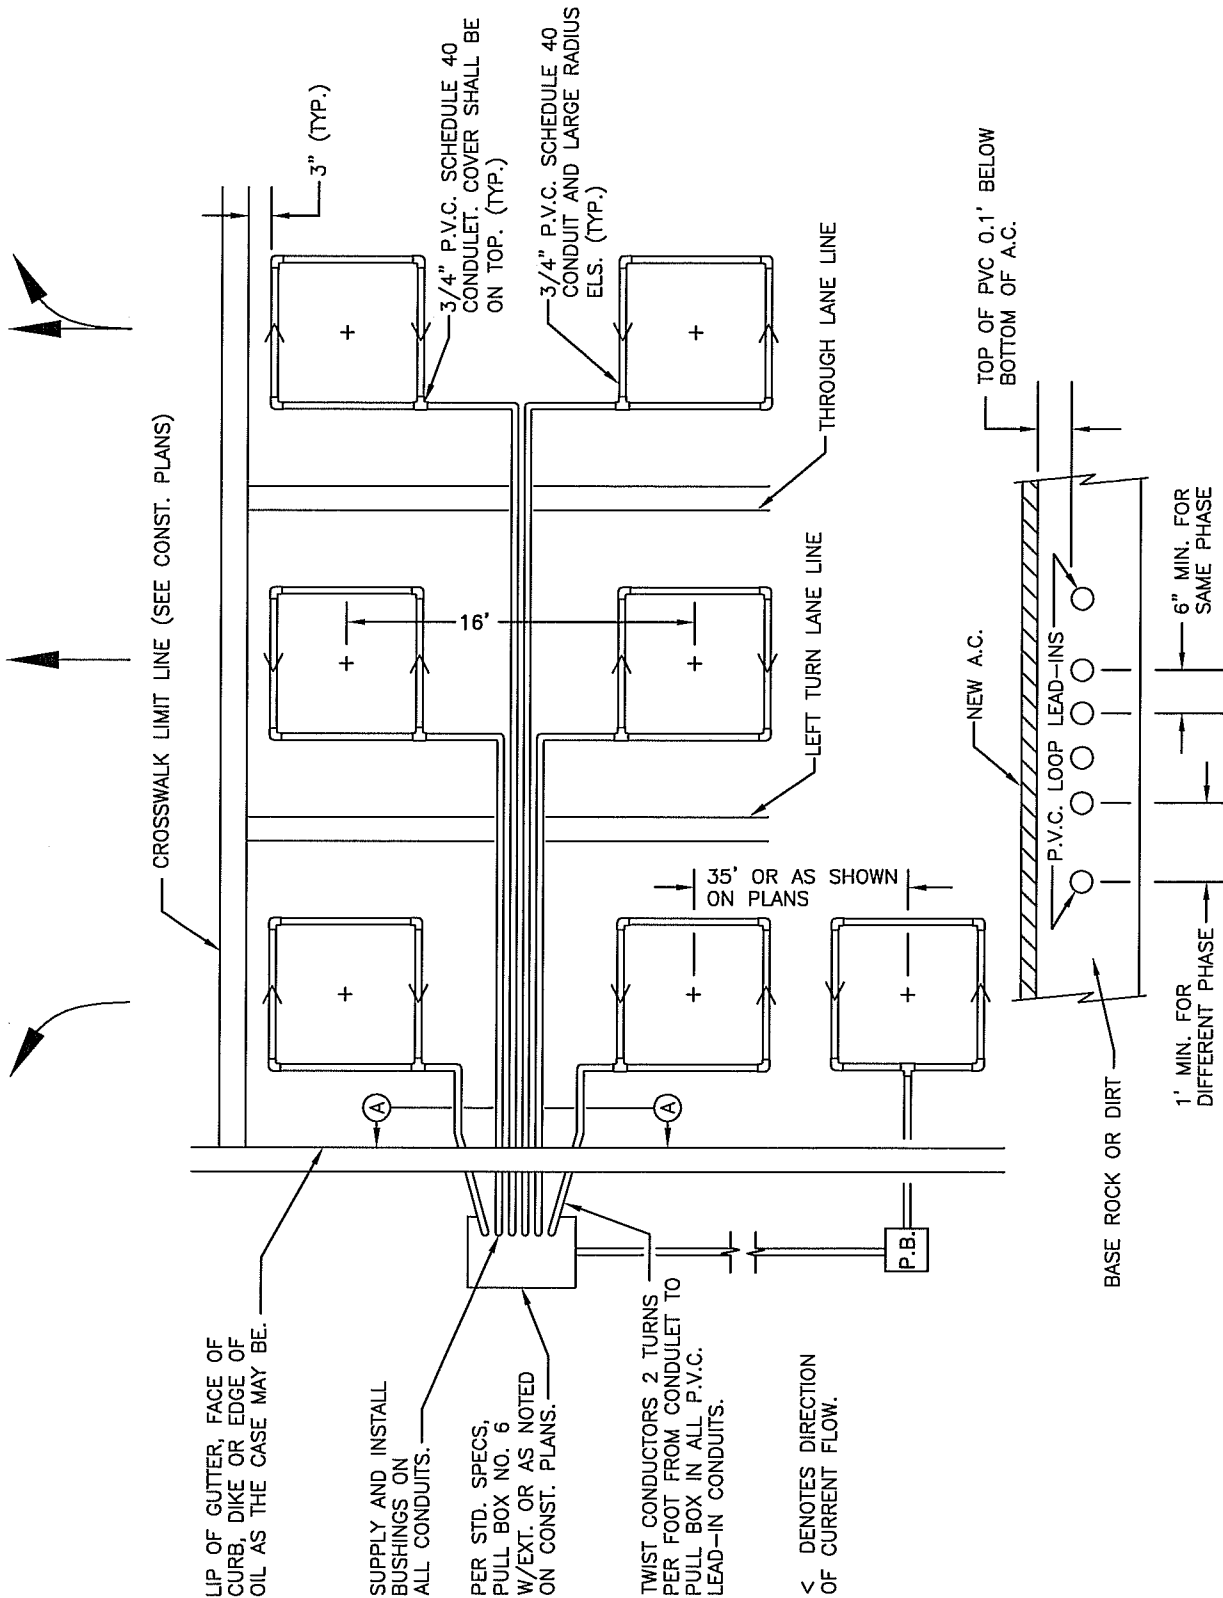 CROSSWALK LIMIT LINE (SEE CONST. PLANS)
LIP OF GUTTER, FACE OF
CURB, DIKE OR EDGE OF
OIL AS THE CASE MAY BE.
3" (TYP.)
3/4" P.V.C. SCHEDULE 40
CONDULET. COVER SHALL BE
ON TOP. (TYP.)
3/4" P.V.C. SCHEDULE 40
CONDUIT AND LARGE RADIUS
ELS. (TYP.)
SUPPLY AND INSTALL
BUSHINGS ON
ALL CONDUITS.
A
A
16'
PER STD. SPECS,
PULL BOX NO. 6
W/EXT. OR AS NOTED
ON CONST. PLANS.
TWIST CONDUCTORS 2 TURNS
PER FOOT FROM CONDULET TO
PULL BOX IN ALL P.V.C.
LEAD-IN CONDUITS.
35' OR AS SHOWN
ON PLANS
LEFT TURN LANE LINE
THROUGH LANE LINE
P.B.
< DENOTES DIRECTION
OF CURRENT FLOW.
NEW A.C.
TOP OF PVC 0.1' BELOW
BOTTOM OF A.C.
P.V.C. LOOP LEAD-INS
BASE ROCK OR DIRT
1' MIN. FOR
DIFFERENT PHASE
6" MIN. FOR
SAME PHASE